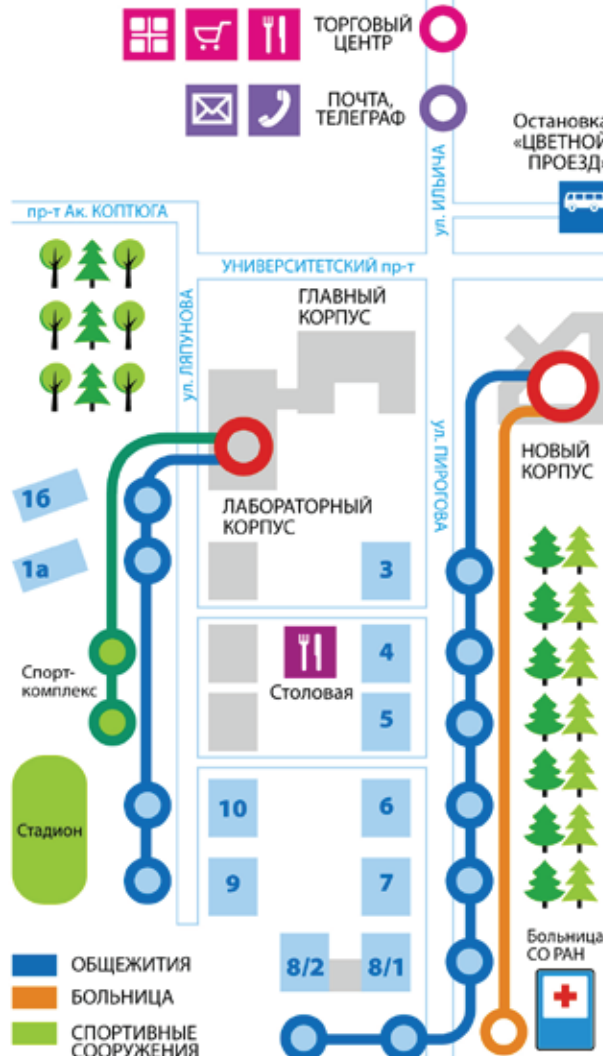 ТОРГОВЫЙ
ЦЕНТР
ПОЧТА,
ТЕЛЕГРАФ
Остановка
«ЦВЕТНОЙ
ПРОЕЗД»
ул. ИЛЬИЧА
пр-т Ак. КОПТЮГА
УНИВЕРСИТЕТСКИЙ пр-т
ул. ЛЯПУНОВА
ГЛАВНЫЙ
КОРПУС
ул. ПИРОГОВА
НОВЫЙ
КОРПУС
ЛАБОРАТОРНЫЙ
КОРПУС
1б
1а
3
4
Столовая
5
Спорт-
комплекс
Стадион
10
6
9
7
8/2
8/1
Больница
СО РАН
ОБЩЕЖИТИЯ
БОЛЬНИЦА
СПОРТИВНЫЕ
СООРУЖЕНИЯ